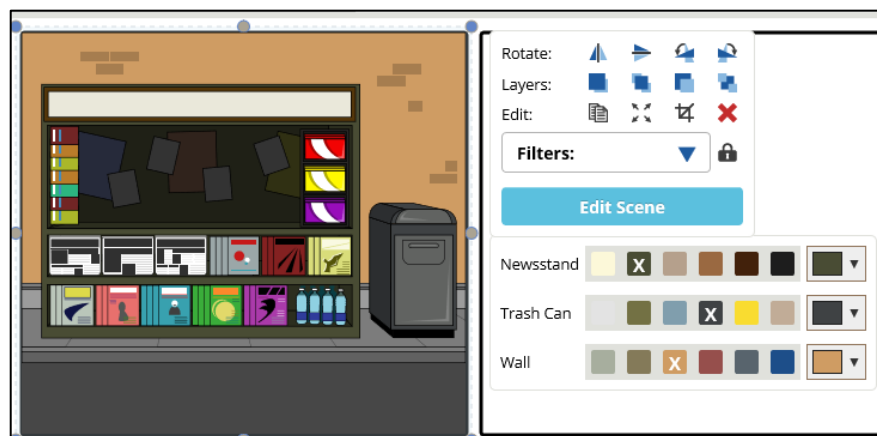 Rotate:
Layers:
Edit:
Filters:
Edit Scene
Newsstand
X
Trash Can
X
Wall
X